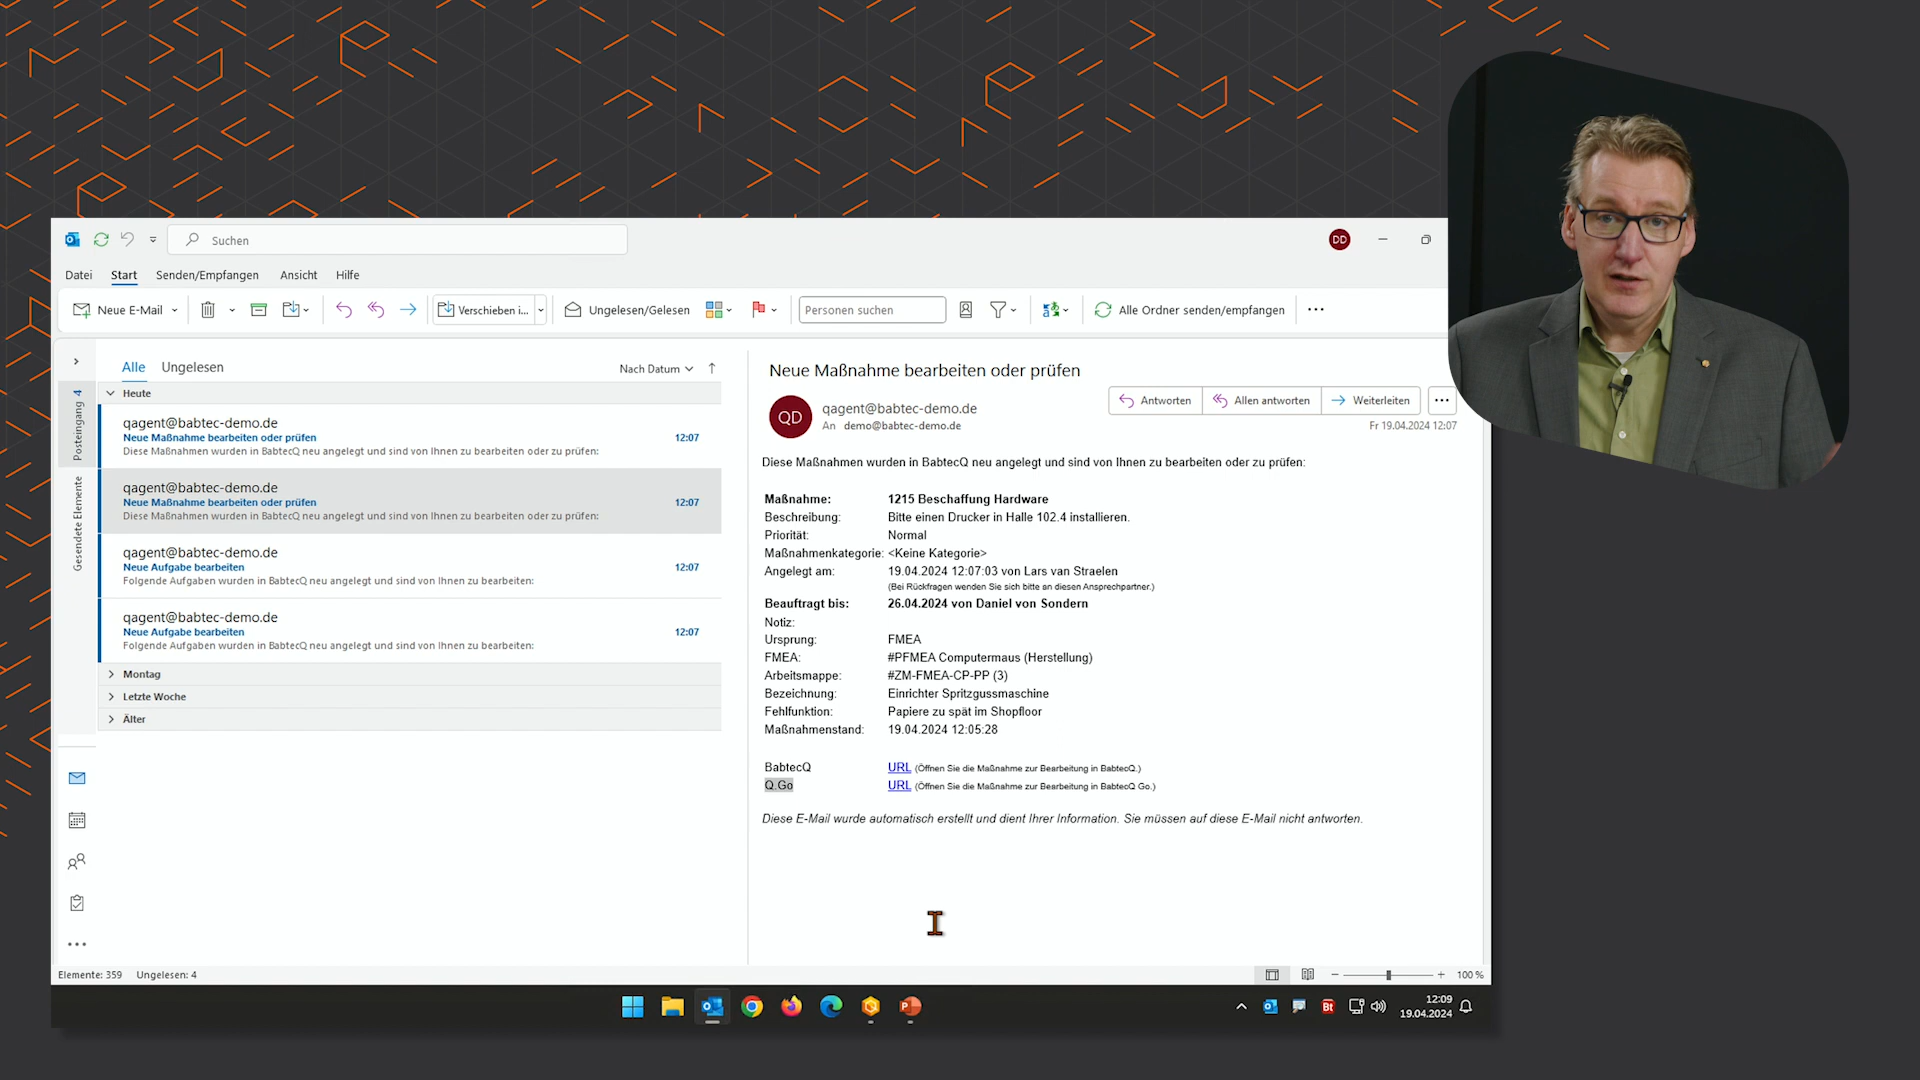 Suchen
DD
Datei Start Senden/Empfangen Ansicht Hilfe
Neue E-Mail Verschieben i... Ungelesen/Gelesen Personen suchen Alle Ordner senden/empfangen
Posteingang 4
Gesendete Elemente
Alle Ungelesen Nach Datum
Heute
qagent@babtec-demo.de
Neue Maßnahme bearbeiten oder prüfen 12:07
Diese Maßnahmen wurden in BabtecQ neu angelegt und sind von Ihnen zu bearbeiten oder zu prüfen:
qagent@babtec-demo.de
Neue Maßnahme bearbeiten oder prüfen 12:07
Diese Maßnahmen wurden in BabtecQ neu angelegt und sind von Ihnen zu bearbeiten oder zu prüfen:
qagent@babtec-demo.de
Neue Aufgabe bearbeiten 12:07
Folgende Aufgaben wurden in BabtecQ neu angelegt und sind von Ihnen zu bearbeiten:
qagent@babtec-demo.de
Neue Aufgabe bearbeiten 12:07
Folgende Aufgaben wurden in BabtecQ neu angelegt und sind von Ihnen zu bearbeiten:
Montag
Letzte Woche
Älter
Neue Maßnahme bearbeiten oder prüfen
QD
qagent@babtec-demo.de
An demo@babtec-demo.de
Antworten Allen antworten Weiterleiten
Fr 19.04.2024 12:07
Diese Maßnahmen wurden in BabtecQ neu angelegt und sind von Ihnen zu bearbeiten oder zu prüfen:
Maßnahme: 1215 Beschaffung Hardware
Beschreibung: Bitte einen Drucker in Halle 102.4 installieren.
Priorität: Normal
Maßnahmenkategorie: <Keine Kategorie>
Angelegt am: 19.04.2024 12:07:03 von Lars van Straelen
(Bei Rückfragen wenden Sie sich bitte an diesen Ansprechpartner.)
Beauftragt bis: 26.04.2024 von Daniel von Sondern
Notiz:
Ursprung: FMEA
FMEA: #PFMEA Computermaus (Herstellung)
Arbeitsmappe: #ZM-FMEA-CP-PP (3)
Bezeichnung: Einrichter Spritzgussmaschine
Fehlfunktion: Papiere zu spät im Shopfloor
Maßnahmenstand: 19.04.2024 12:05:28
BabtecQ URL (Öffnen Sie die Maßnahme zur Bearbeitung in BabtecQ.)
Q.Go URL (Öffnen Sie die Maßnahme zur Bearbeitung in BabtecQ Go.)
Diese E-Mail wurde automatisch erstellt und dient Ihrer Information. Sie müssen auf diese E-Mail nicht antworten.
Elemente: 359 Ungelesen: 4 100 %
Bt
12:09
19.04.2024